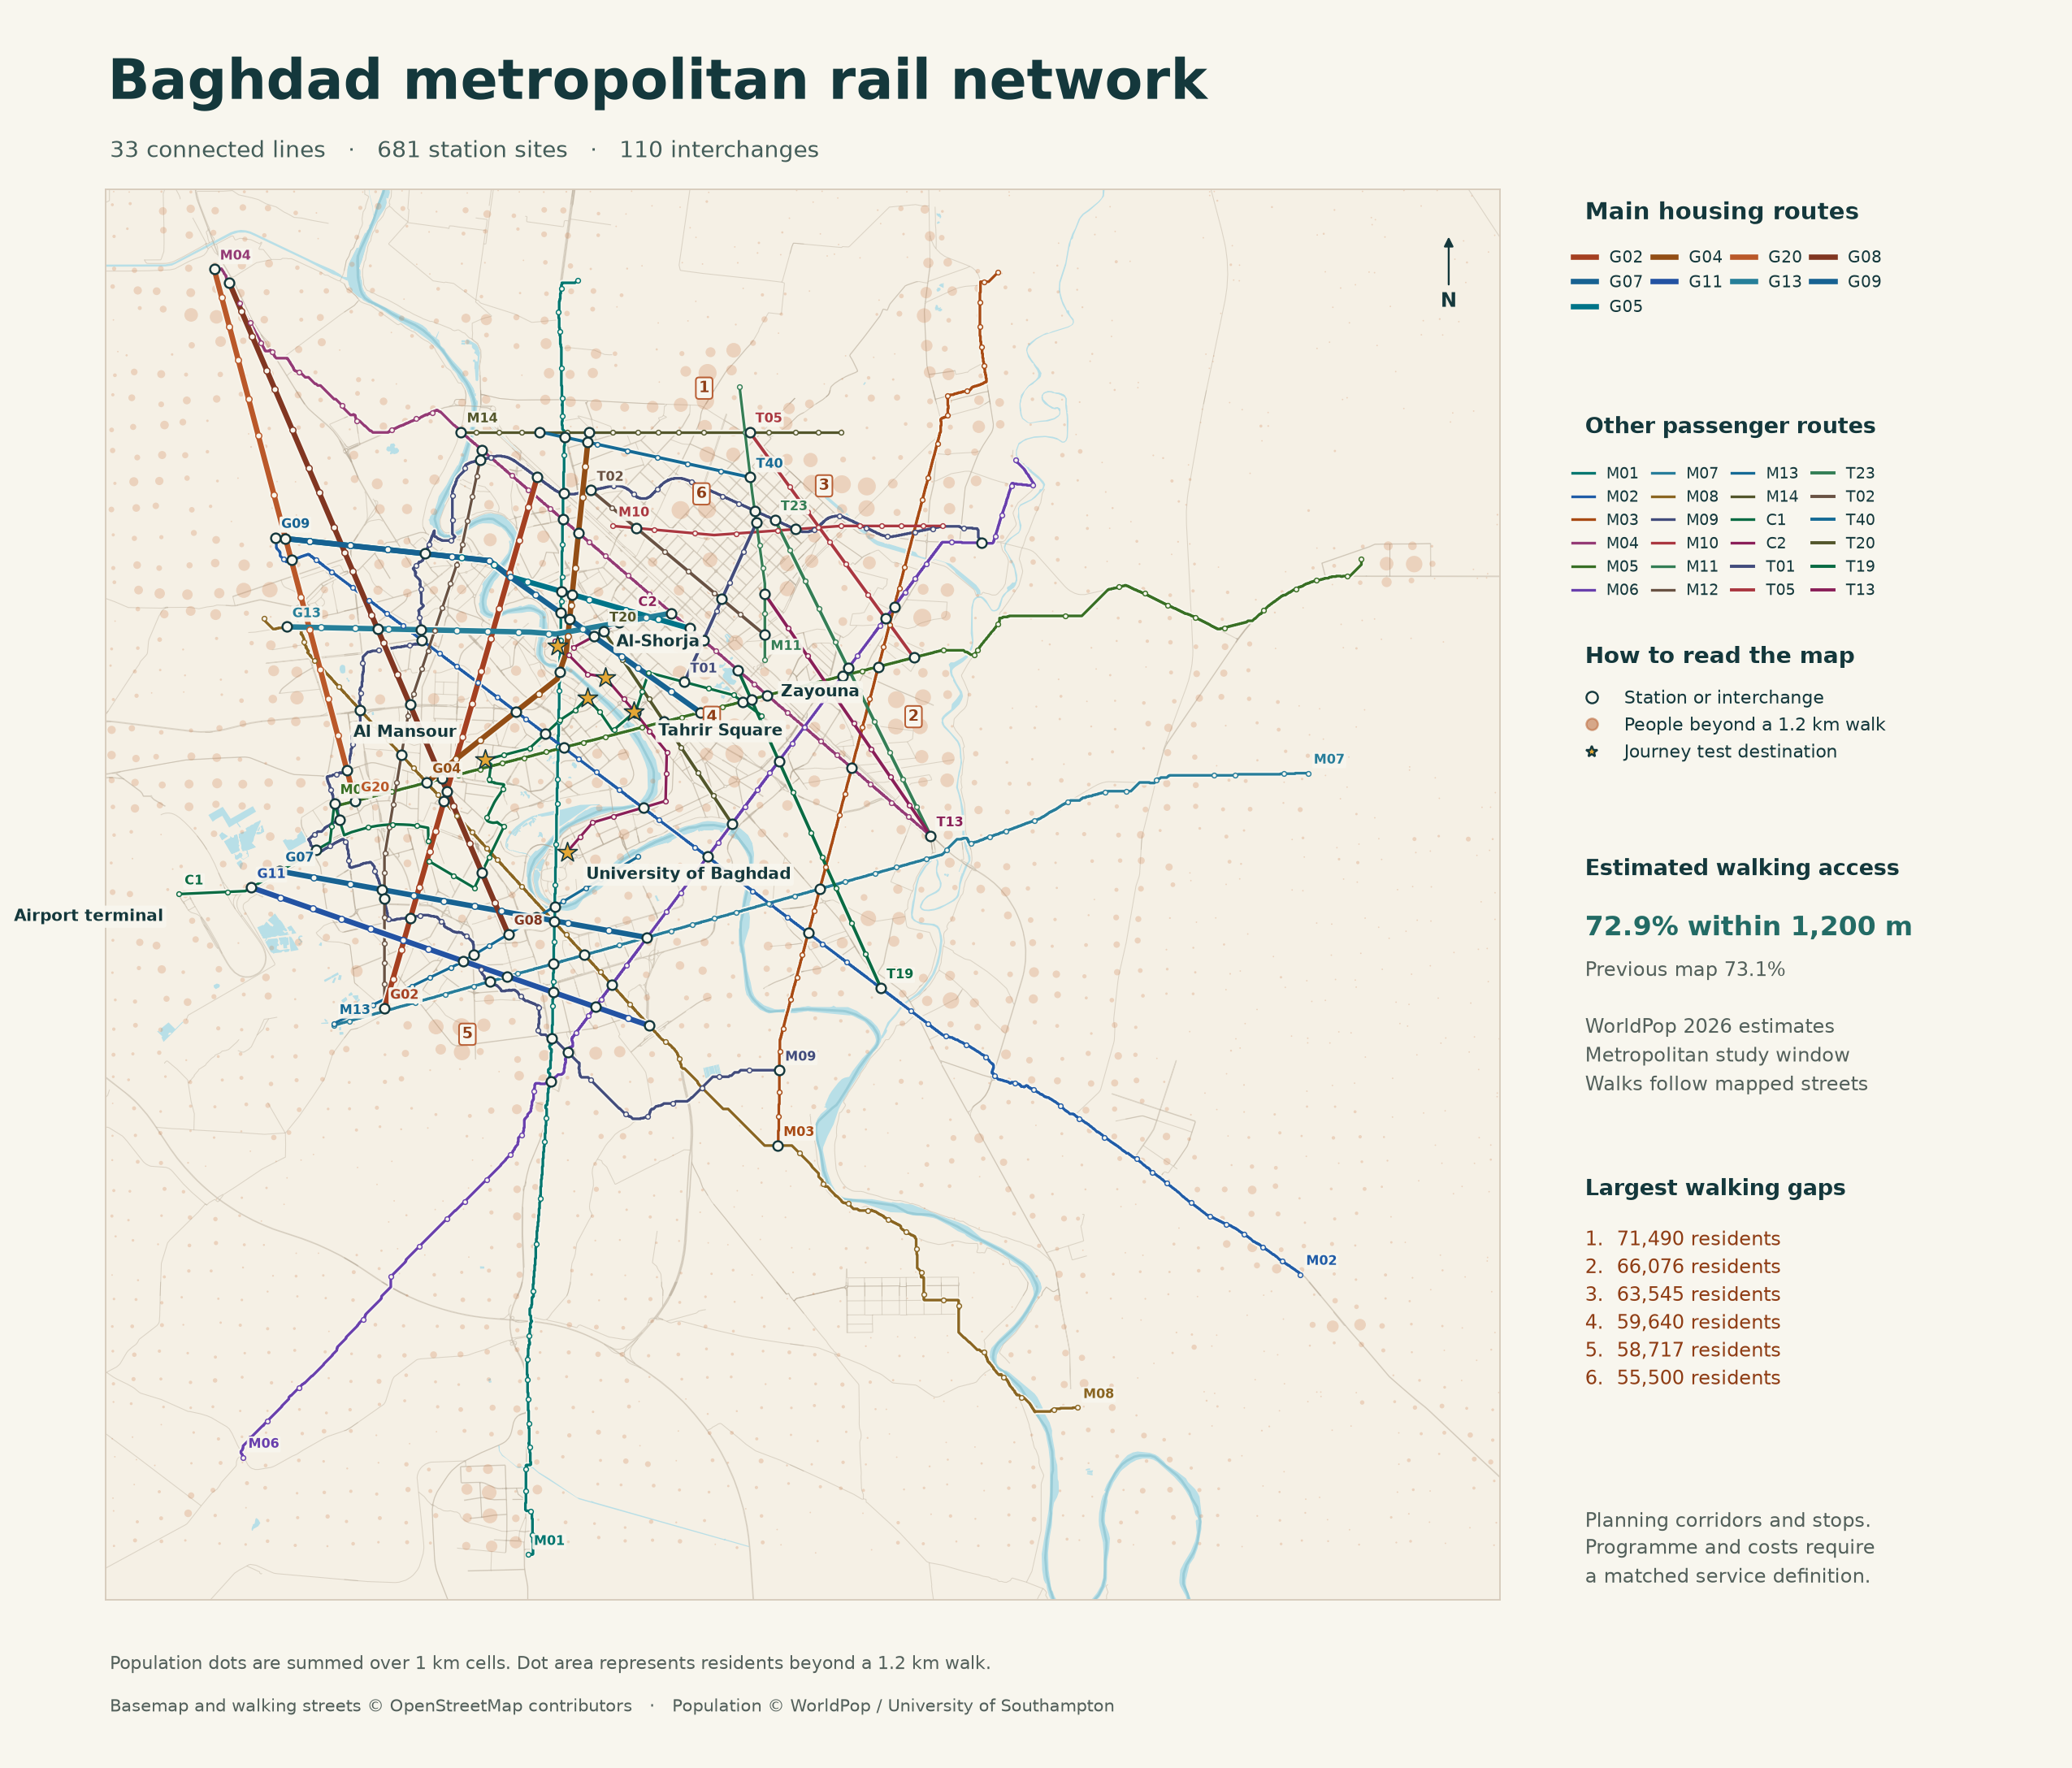 Baghdad metropolitan rail network
33 connected lines · 681 station sites · 110 interchanges
M04
M14
1
T05
T40
T02
6
3
T23
M10
G09
C2
G13
T20
Al-Shorja
M11
T01
Zayouna
4
2
Al Mansour
Tahrir Square
G04
G20
M07
T13
G07
G11
C1
University of Baghdad
Airport terminal
G08
T19
G02
M13
5
M09
M03
M02
M08
M06
M01
N
Main housing routes
G02 G04 G20 G08
G07 G11 G13 G09
G05
Other passenger routes
M01 M07 M13 T23
M02 M08 M14 T02
M03 M09 C1 T40
M04 M10 C2 T20
M05 M11 T01 T19
M06 M12 T05 T13
How to read the map
Station or interchange
People beyond a 1.2 km walk
Journey test destination
Estimated walking access
72.9% within 1,200 m
Previous map 73.1%
WorldPop 2026 estimates
Metropolitan study window
Walks follow mapped streets
Largest walking gaps
1. 71,490 residents
2. 66,076 residents
3. 63,545 residents
4. 59,640 residents
5. 58,717 residents
6. 55,500 residents
Planning corridors and stops.
Programme and costs require
a matched service definition.
Population dots are summed over 1 km cells. Dot area represents residents beyond a 1.2 km walk.
Basemap and walking streets © OpenStreetMap contributors · Population © WorldPop / University of Southampton